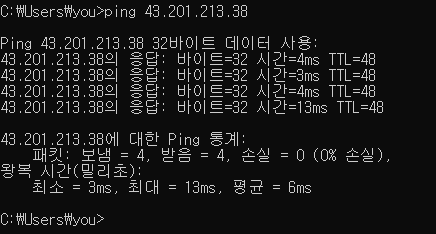 C:₩Users₩you>ping 43.201.213.38
Ping 43.201.213.38 32바이트 데이터 사용:
43.201.213.38의 응답: 바이트=32 시간=4ms TTL=48
43.201.213.38의 응답: 바이트=32 시간=3ms TTL=48
43.201.213.38의 응답: 바이트=32 시간=4ms TTL=48
43.201.213.38의 응답: 바이트=32 시간=13ms TTL=48
43.201.213.38에 대한 Ping 통계:
패킷: 보냄 = 4, 받음 = 4, 손실 = 0 (0% 손실),
왕복 시간(밀리초):
최소 = 3ms, 최대 = 13ms, 평균 = 6ms
C:₩Users₩you>